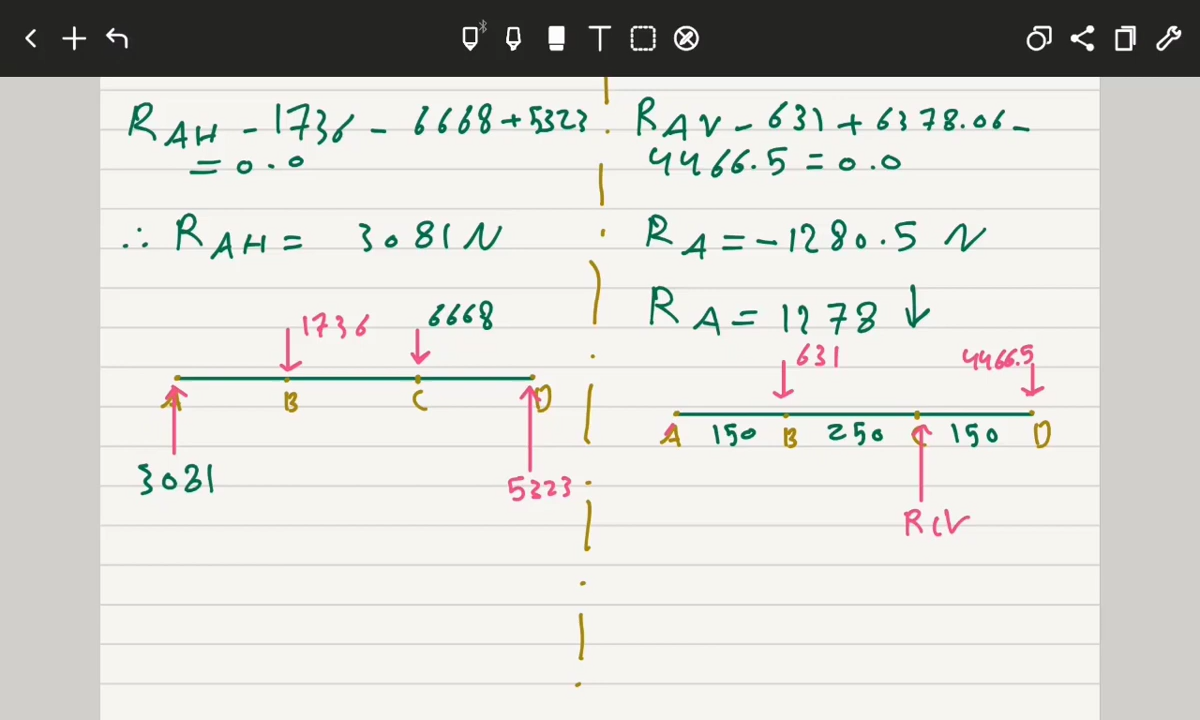 RAH - 1736 - 6668 + 5323
= 0.0
∴ RAH = 3081 N
1736
6668
A B C D
3081
5323
RAV - 631 + 6378.06 -
4466.5 = 0.0
RA = -1280.5 N
RA = 1278 ↓
631
4466.5
A 150 B 250 C 150 D
RCV